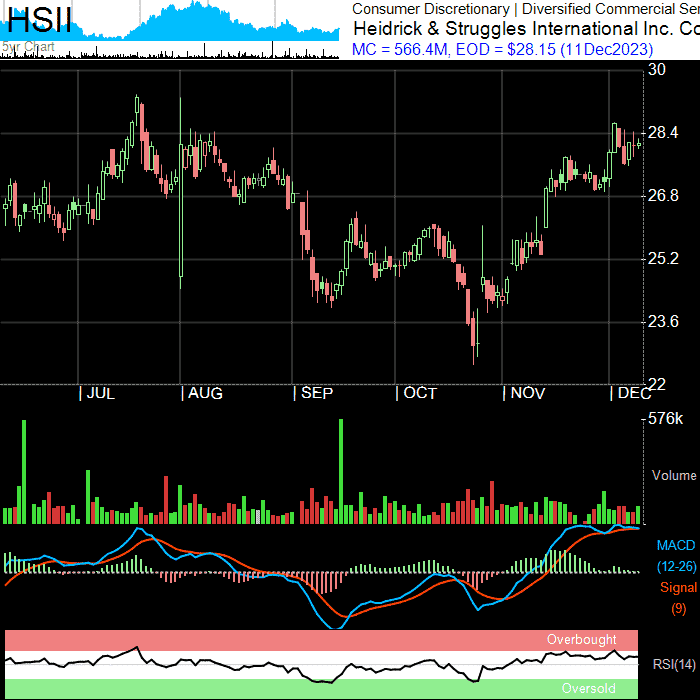 HSII
5yr Chart
Consumer Discretionary | Diversified Commercial Ser
Heidrick & Struggles International Inc. Co
MC = 566.4M, EOD = $28.15 (11Dec2023)
30
28.4
26.8
25.2
23.6
22
JUL
AUG
SEP
OCT
NOV
DEC
576k
Volume
MACD
(12-26)
Signal
(9)
Overbought
RSI(14)
Oversold